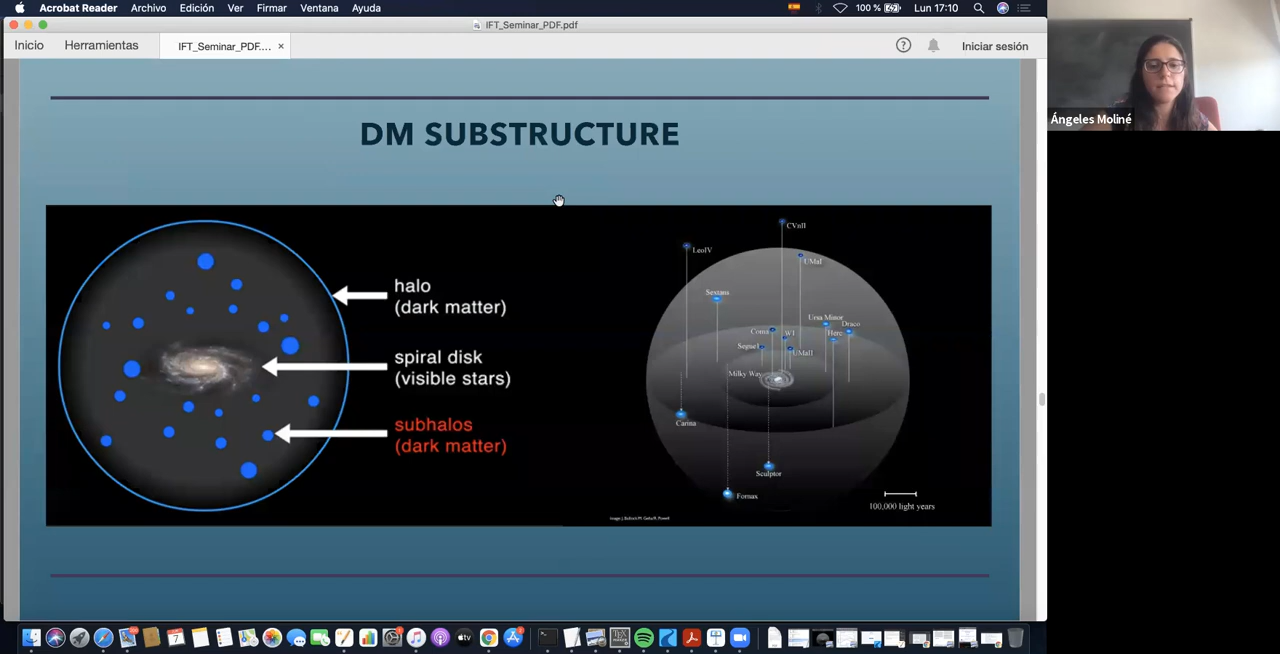 Acrobat Reader Archivo Edición Ver Firmar Ventana Ayuda
100 % Lun 17:10
IFT_Seminar_PDF.pdf
Inicio Herramientas IFT_Seminar_PDF.... × Iniciar sesión
Ángeles Moliné
DM SUBSTRUCTURE
halo
(dark matter)
spiral disk
(visible stars)
subhalos
(dark matter)
CVnII
LeoIV
UMaI
Sextans
Ursa Minor
Draco
Coma
W1
Herc
Segue1
UMaII
Milky Way
Carina
Sculptor
Fornax
100,000 light years